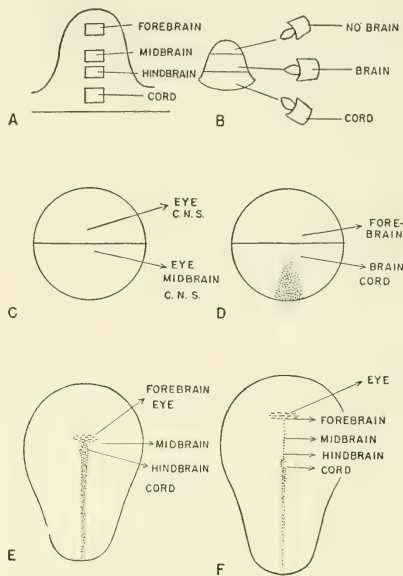 FOREBRAIN
MIDBRAIN
HINDBRAIN
CORD
A
NO BRAIN
BRAIN
CORD
B
EYE
C.N.S.
EYE
MIDBRAIN
C.N.S.
C
FORE-
BRAIN
BRAIN
CORD
D
FOREBRAIN
EYE
MIDBRAIN
HINDBRAIN
CORD
E
EYE
FOREBRAIN
MIDBRAIN
HINDBRAIN
CORD
F